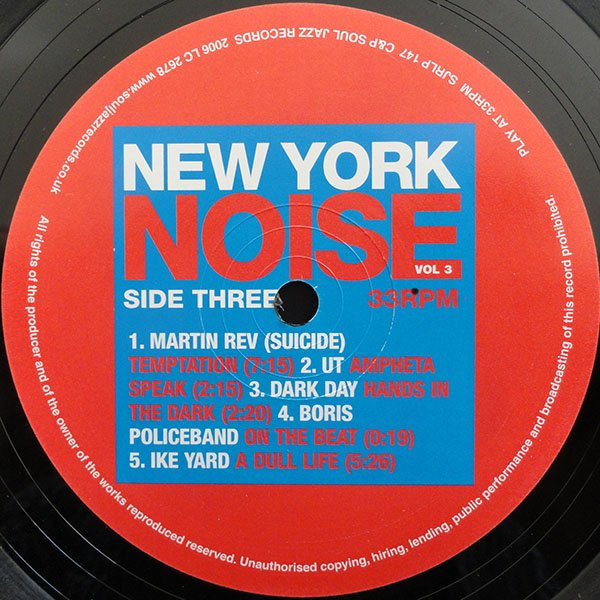 NEW YORK
NOISE
VOL 3
SIDE THREE 33RPM
1. MARTIN REV (SUICIDE)
TEMPTATION (7:15) 2. UT AMPHETA
SPEAK (2:15) 3. DARK DAY HANDS IN
THE DARK (2:20) 4. BORIS
POLICEBAND ON THE BEAT (0:19)
5. IKE YARD A DULL LIFE (5:26)
All rights of the producer and of the owner of the works reproduced reserved. Unauthorised copying, hiring, lending, public performance and broadcasting of this record prohibited.
PLAY AT 33RPM SJRLP 147 C&P SOUL JAZZ RECORDS 2006 LC 2678 www.souljazzrecords.co.uk